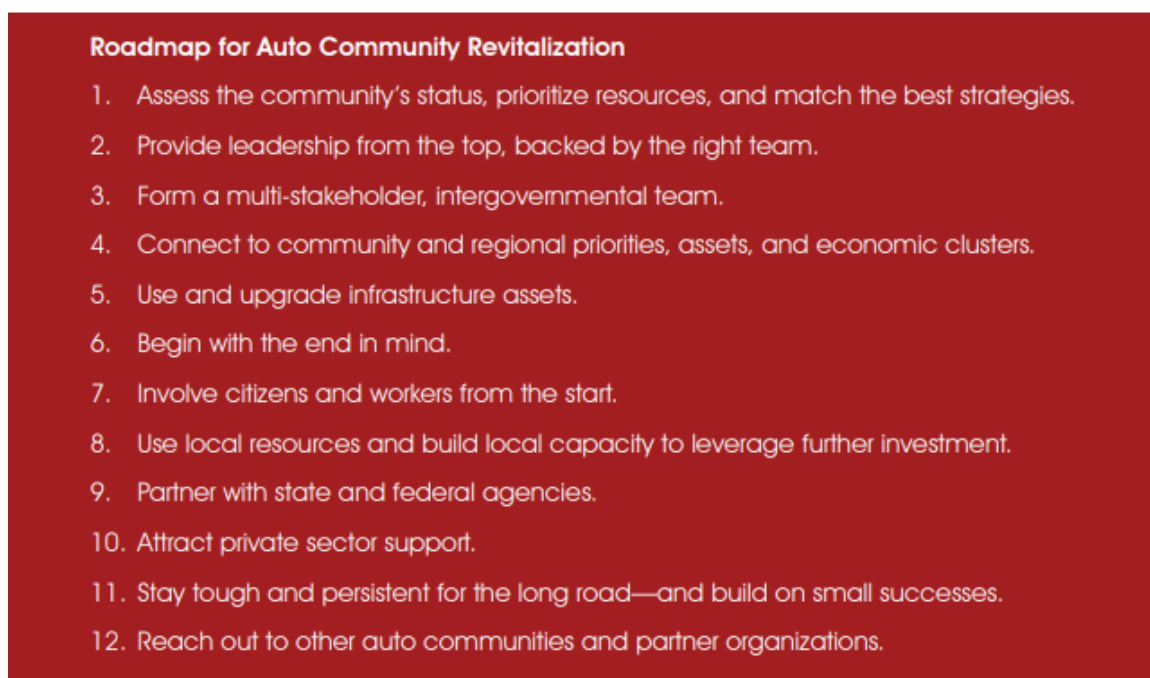 Roadmap for Auto Community Revitalization
1. Assess the community's status, prioritize resources, and match the best strategies.
2. Provide leadership from the top, backed by the right team.
3. Form a multi-stakeholder, intergovernmental team.
4. Connect to community and regional priorities, assets, and economic clusters.
5. Use and upgrade infrastructure assets.
6. Begin with the end in mind.
7. Involve citizens and workers from the start.
8. Use local resources and build local capacity to leverage further investment.
9. Partner with state and federal agencies.
10. Attract private sector support.
11. Stay tough and persistent for the long road—and build on small successes.
12. Reach out to other auto communities and partner organizations.